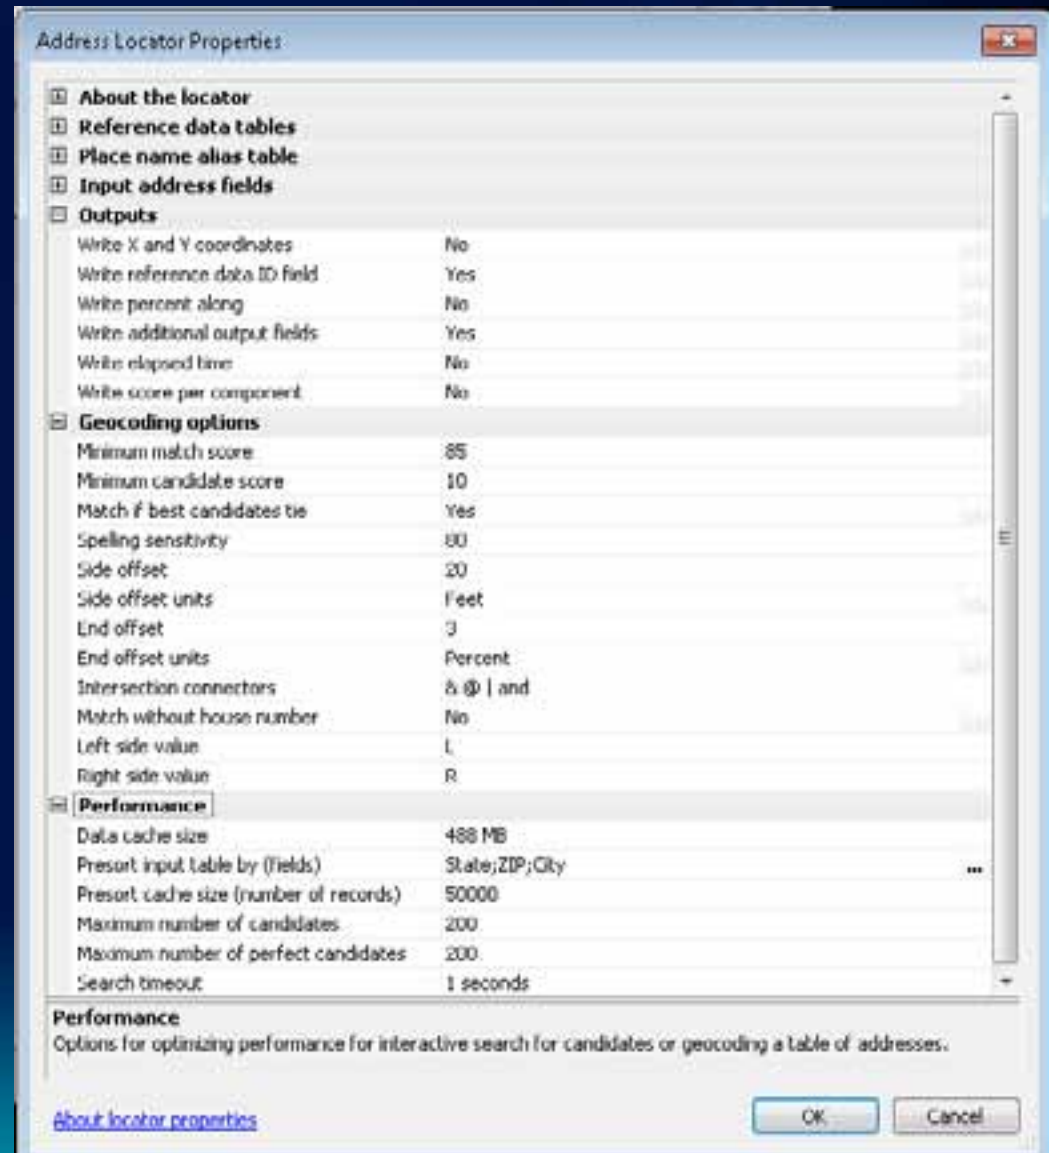 Address Locator Properties
About the locator
Reference data tables
Place name alias table
Input address fields
Outputs
Write X and Y coordinates No
Write reference data ID field Yes
Write percent along No
Write additional output fields Yes
Write elapsed time No
Write score per component No
Geocoding options
Minimum match score 85
Minimum candidate score 10
Match if best candidates tie Yes
Spelling sensitivity 80
Side offset 20
Side offset units Feet
End offset 3
End offset units Percent
Intersection connectors & @ | and
Match without house number No
Left side value L
Right side value R
Performance
Data cache size 488 MB
Presort input table by (fields) State;ZIP;City ...
Presort cache size (number of records) 50000
Maximum number of candidates 200
Maximum number of perfect candidates 200
Search timeout 1 seconds
Performance
Options for optimizing performance for interactive search for candidates or geocoding a table of addresses.
About locator properties
OK Cancel